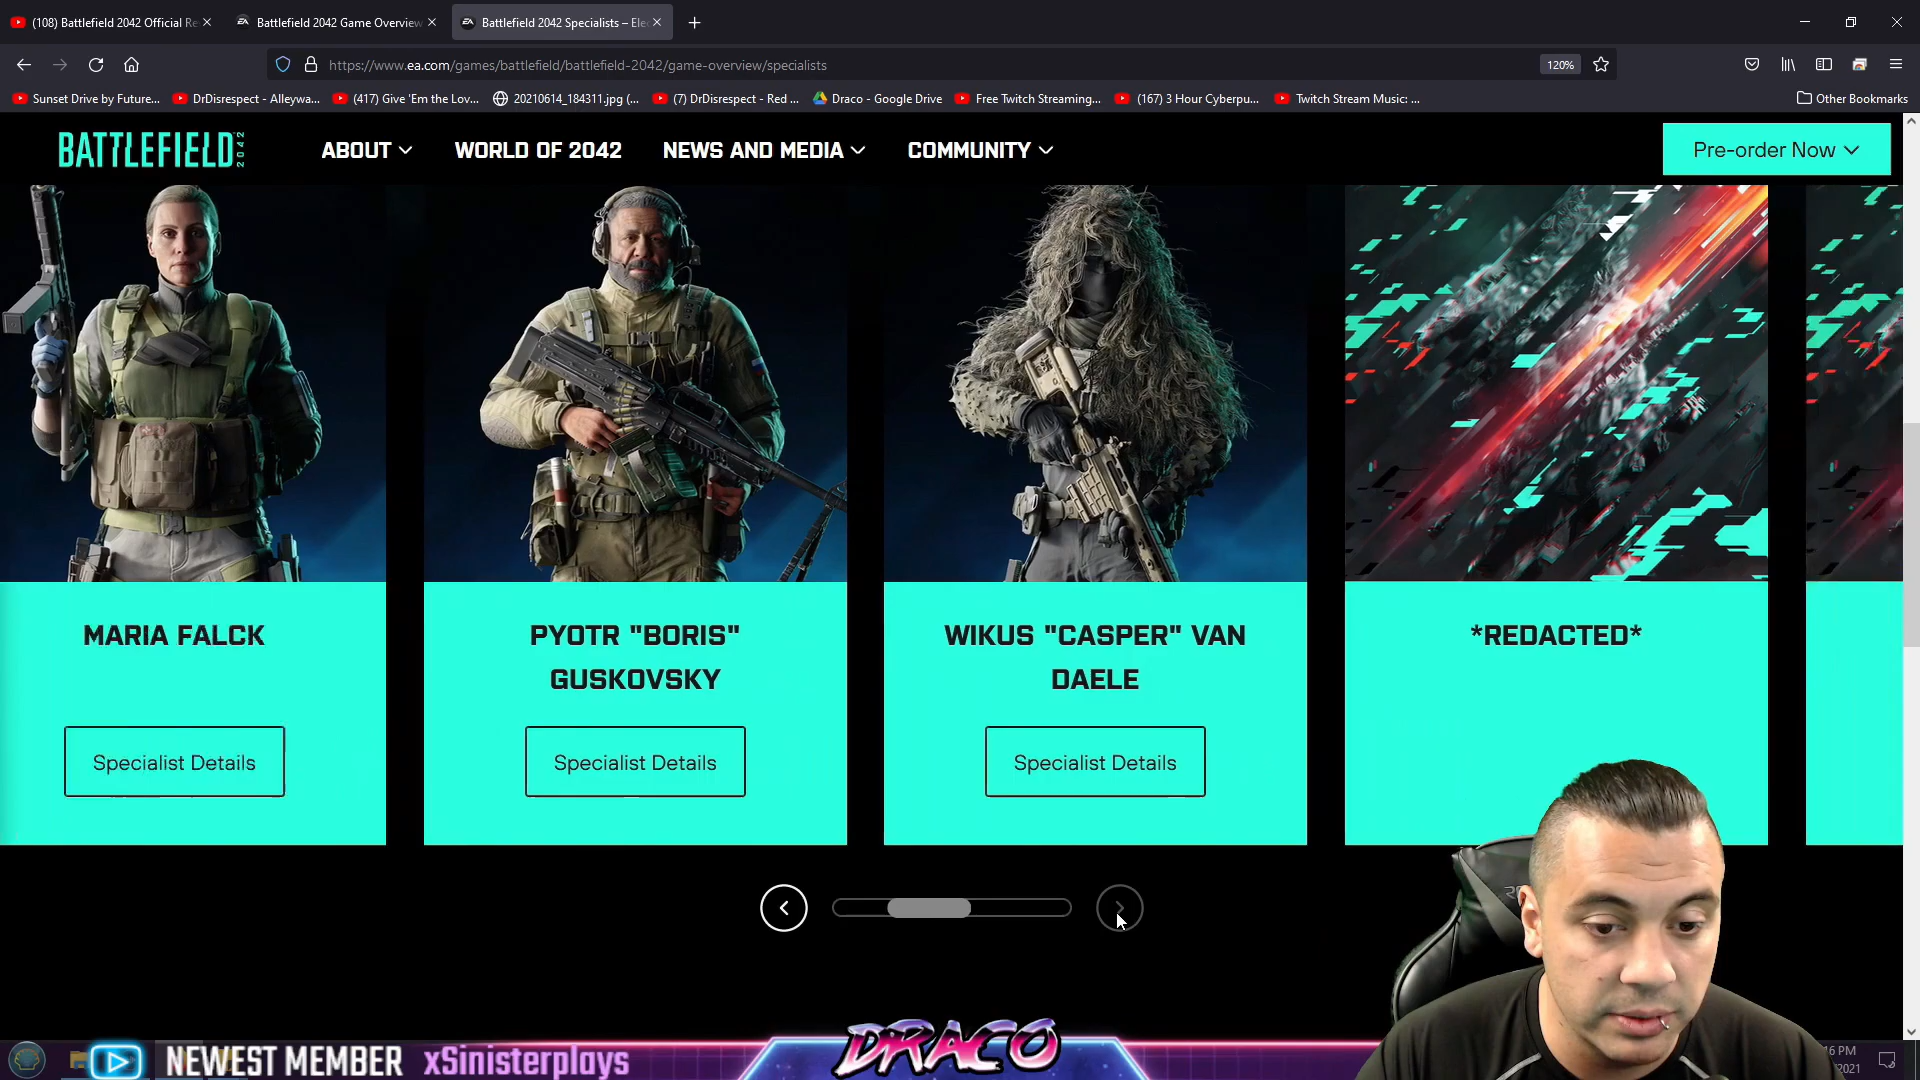 (108) Battlefield 2042 Official Re
Battlefield 2042 Game Overview
Battlefield 2042 Specialists – Ele
https://www.ea.com/games/battlefield/battlefield-2042/game-overview/specialists
120%
Sunset Drive by Future...
DrDisrespect - Alleywa...
(417) Give 'Em the Lov...
20210614_184311.jpg (...
(7) DrDisrespect - Red ...
Draco - Google Drive
Free Twitch Streaming...
(167) 3 Hour Cyberpu...
Twitch Stream Music: ...
Other Bookmarks
BATTLEFIELD 2042
ABOUT
WORLD OF 2042
NEWS AND MEDIA
COMMUNITY
Pre-order Now
MARIA FALCK
Specialist Details
PYOTR "BORIS"
GUSKOVSKY
Specialist Details
WIKUS "CASPER" VAN
DAELE
Specialist Details
*REDACTED*
NEWEST MEMBER xSinisterplays
DRACO
16 PM
2021